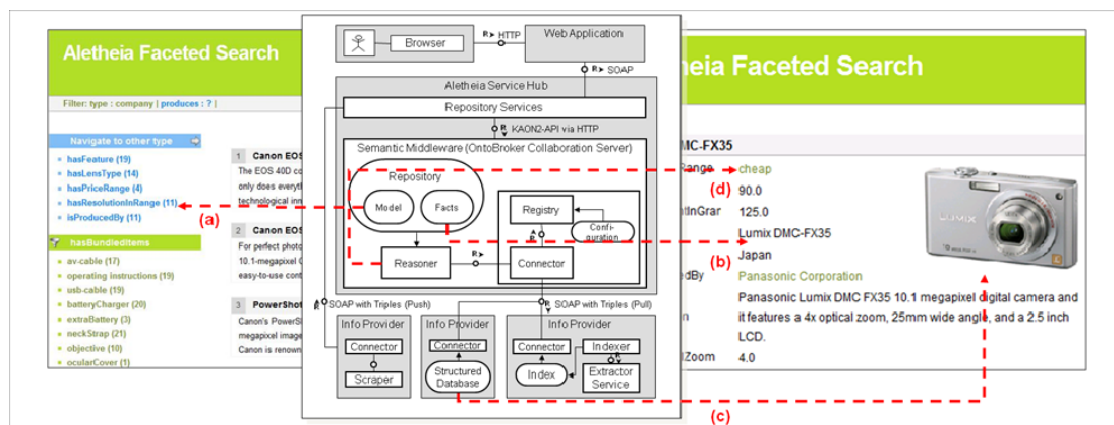 Aletheia Faceted Search
Filter: type : company | produces : ? |
Navigate to other type
hasFeature (19)
hasLensType (14)
hasPriceRange (4)
hasResolutionInRange (11)
isProducedBy (11)
hasBundledItems
av-cable (17)
operating instructions (19)
usb-cable (19)
batteryCharger (20)
extraBattery (3)
neckStrap (21)
objective (10)
ocularCover (1)
1 Canon EOS
The EOS 40D co
only does everyth
technological inn
2 Canon EOS
For perfect photo
10.1-megapixel C
easy-to-use cont
3 PowerShot
Canon's PowerSh
megapixel image
Canon is renown
(a)
Browser
R HTTP
Web Application
R SOAP
Aletheia Service Hub
Repository Services
R KAON2-API via HTTP
Semantic Middleware (OntoBroker Collaboration Server)
Repository
Model
Facts
Registry
Confi-
guration
R
Reasoner
R
Connector
R SOAP with Triples (Push)
R SOAP with Triples (Pull)
Info Provider
Connector
Scraper
Info Provider
Connector
Structured
Database
Info Provider
Connector
Indexer
R
Index
Extractor
Service
heia Faceted Search
MC-FX35
Range
cheap
(d)
90.0
ntInGrar
125.0
Lumix DMC-FX35
(b)
Japan
edBy
Panasonic Corporation
Panasonic Lumix DMC FX35 10.1 megapixel digital camera and
n
it features a 4x optical zoom, 25mm wide angle, and a 2.5 inch
LCD.
lZoom
4.0
LUMIX
(c)